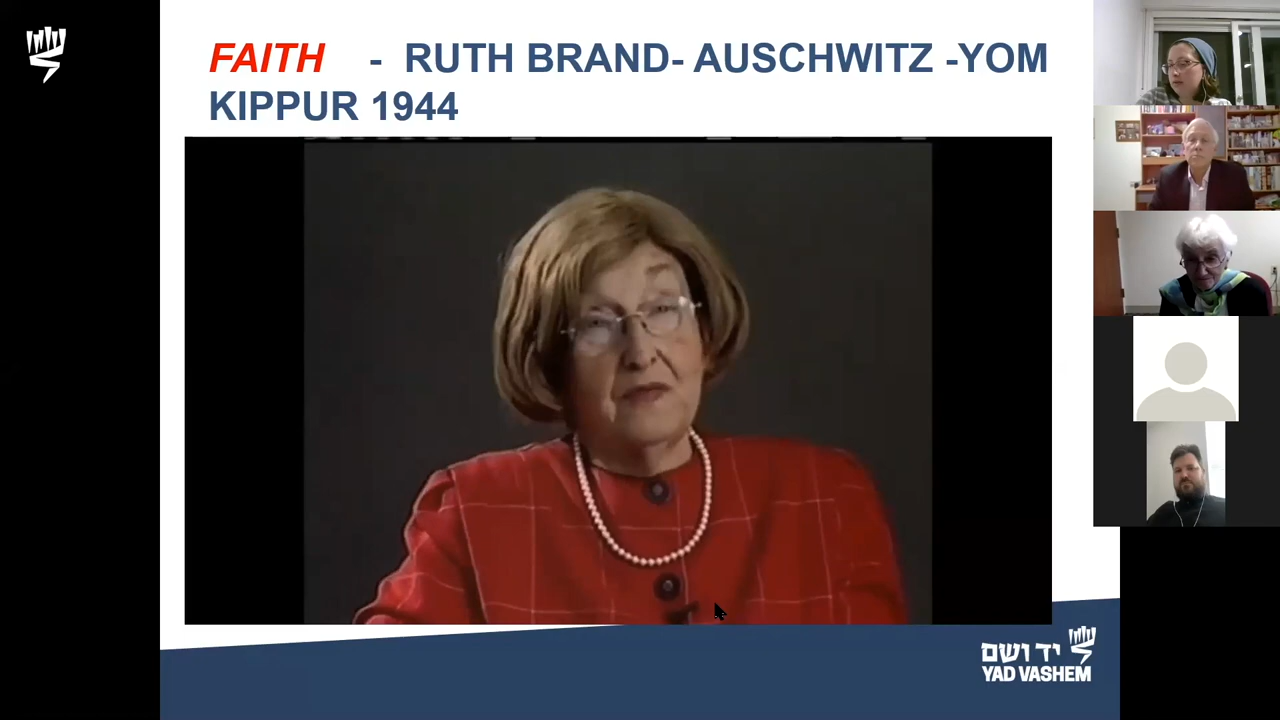 FAITH - RUTH BRAND- AUSCHWITZ -YOM
KIPPUR 1944
יד ושם
YAD VASHEM